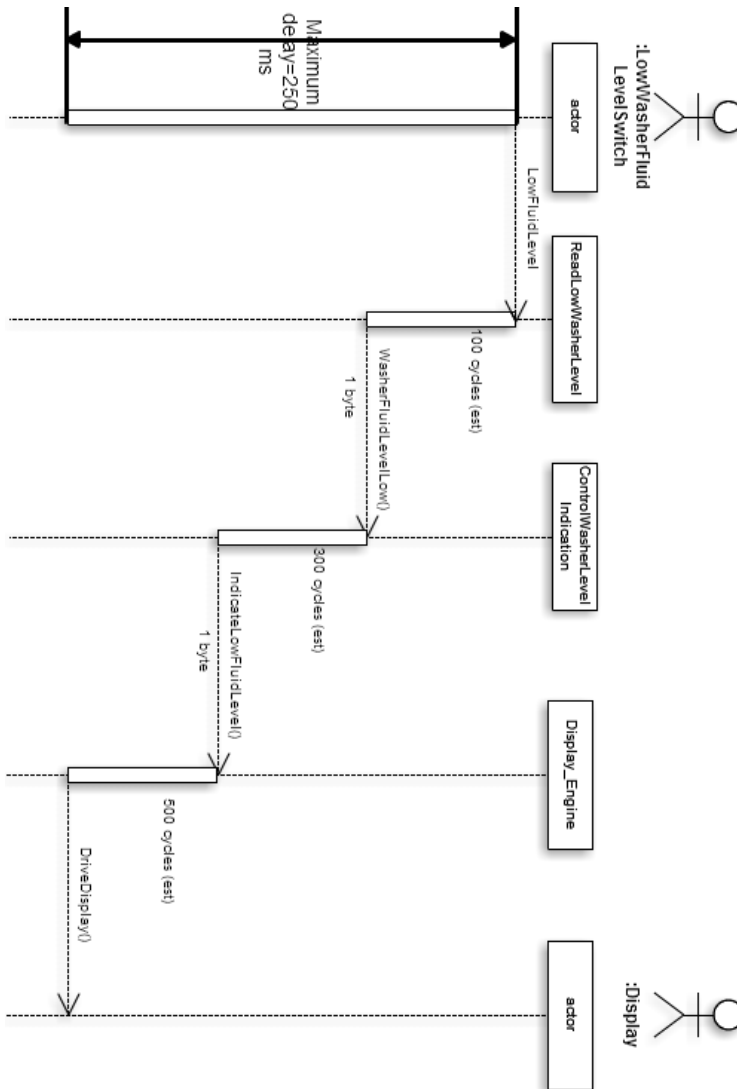 :LowWasherFluid
LevelSwitch
actor
ReadLowWasherLevel
ControlWasherLevel
Indication
Display_Engine
:Display
actor
Maximum
delay=250
ms
LowFluidLevel
100 cycles (est)
WasherFluidLevelLow()
1 byte
300 cycles (est)
IndicateLowFluidLevel()
1 byte
500 cycles (est)
DriveDisplay()